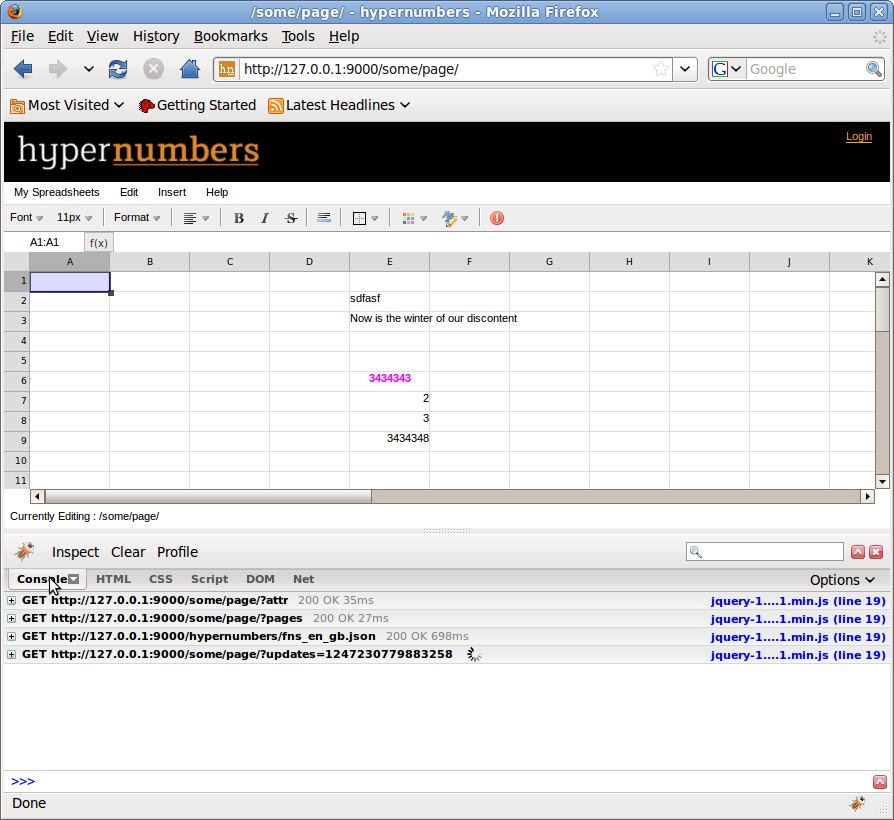 /some/page/ - hypernumbers - Mozilla Firefox
File Edit View History Bookmarks Tools Help
hn http://127.0.0.1:9000/some/page/ G Google
Most Visited Getting Started Latest Headlines
hypernumbers Login
My Spreadsheets Edit Insert Help
Font 11px Format B I S
A1:A1 f(x)
A B C D E F G H I J K
1
2 sdfasf
3 Now is the winter of our discontent
4
5
6 3434343
7 2
8 3
9 3434348
10
11
Currently Editing : /some/page/
Inspect Clear Profile
Console HTML CSS Script DOM Net Options
GET http://127.0.0.1:9000/some/page/?attr 200 OK 35ms jquery-1....1.min.js (line 19)
GET http://127.0.0.1:9000/some/page/?pages 200 OK 27ms jquery-1....1.min.js (line 19)
GET http://127.0.0.1:9000/hypernumbers/fns_en_gb.json 200 OK 698ms jquery-1....1.min.js (line 19)
GET http://127.0.0.1:9000/some/page/?updates=1247230779883258 jquery-1....1.min.js (line 19)
>>>
Done